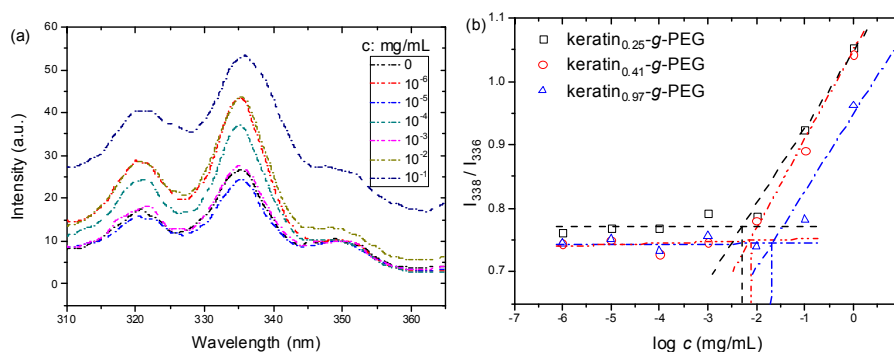 (a)
c: mg/mL
0
10⁻⁶
10⁻⁵
10⁻⁴
10⁻³
10⁻²
10⁻¹
Intensity (a.u.)
60
50
40
30
20
10
0
310 320 330 340 350 360
Wavelength (nm)
(b)
keratin₀.₂₅-g-PEG
keratin₀.₄₁-g-PEG
keratin₀.₉₇-g-PEG
I₃₃₈ / I₃₃₆
1.1
1.0
0.9
0.8
0.7
-7 -6 -5 -4 -3 -2 -1 0
log c (mg/mL)